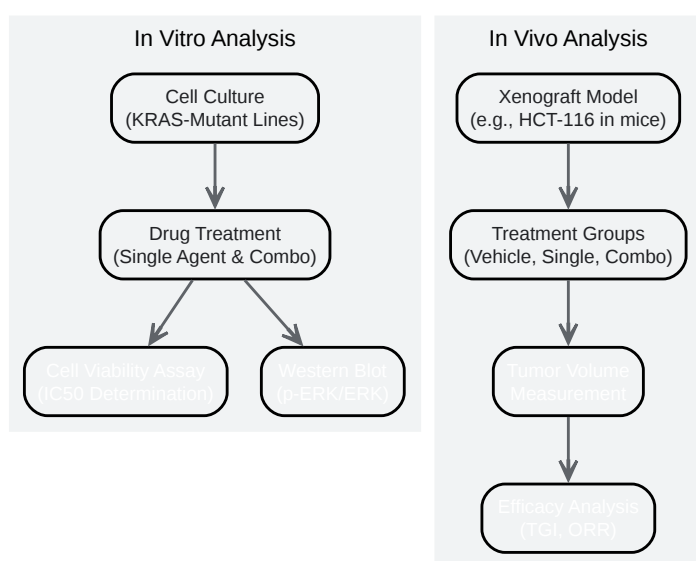 In Vitro Analysis
Cell Culture
(KRAS-Mutant Lines)
Drug Treatment
(Single Agent & Combo)
Cell Viability Assay
(IC50 Determination)
Western Blot
(p-ERK/ERK)
In Vivo Analysis
Xenograft Model
(e.g., HCT-116 in mice)
Treatment Groups
(Vehicle, Single, Combo)
Tumor Volume
Measurement
Efficacy Analysis
(TGI, ORR)